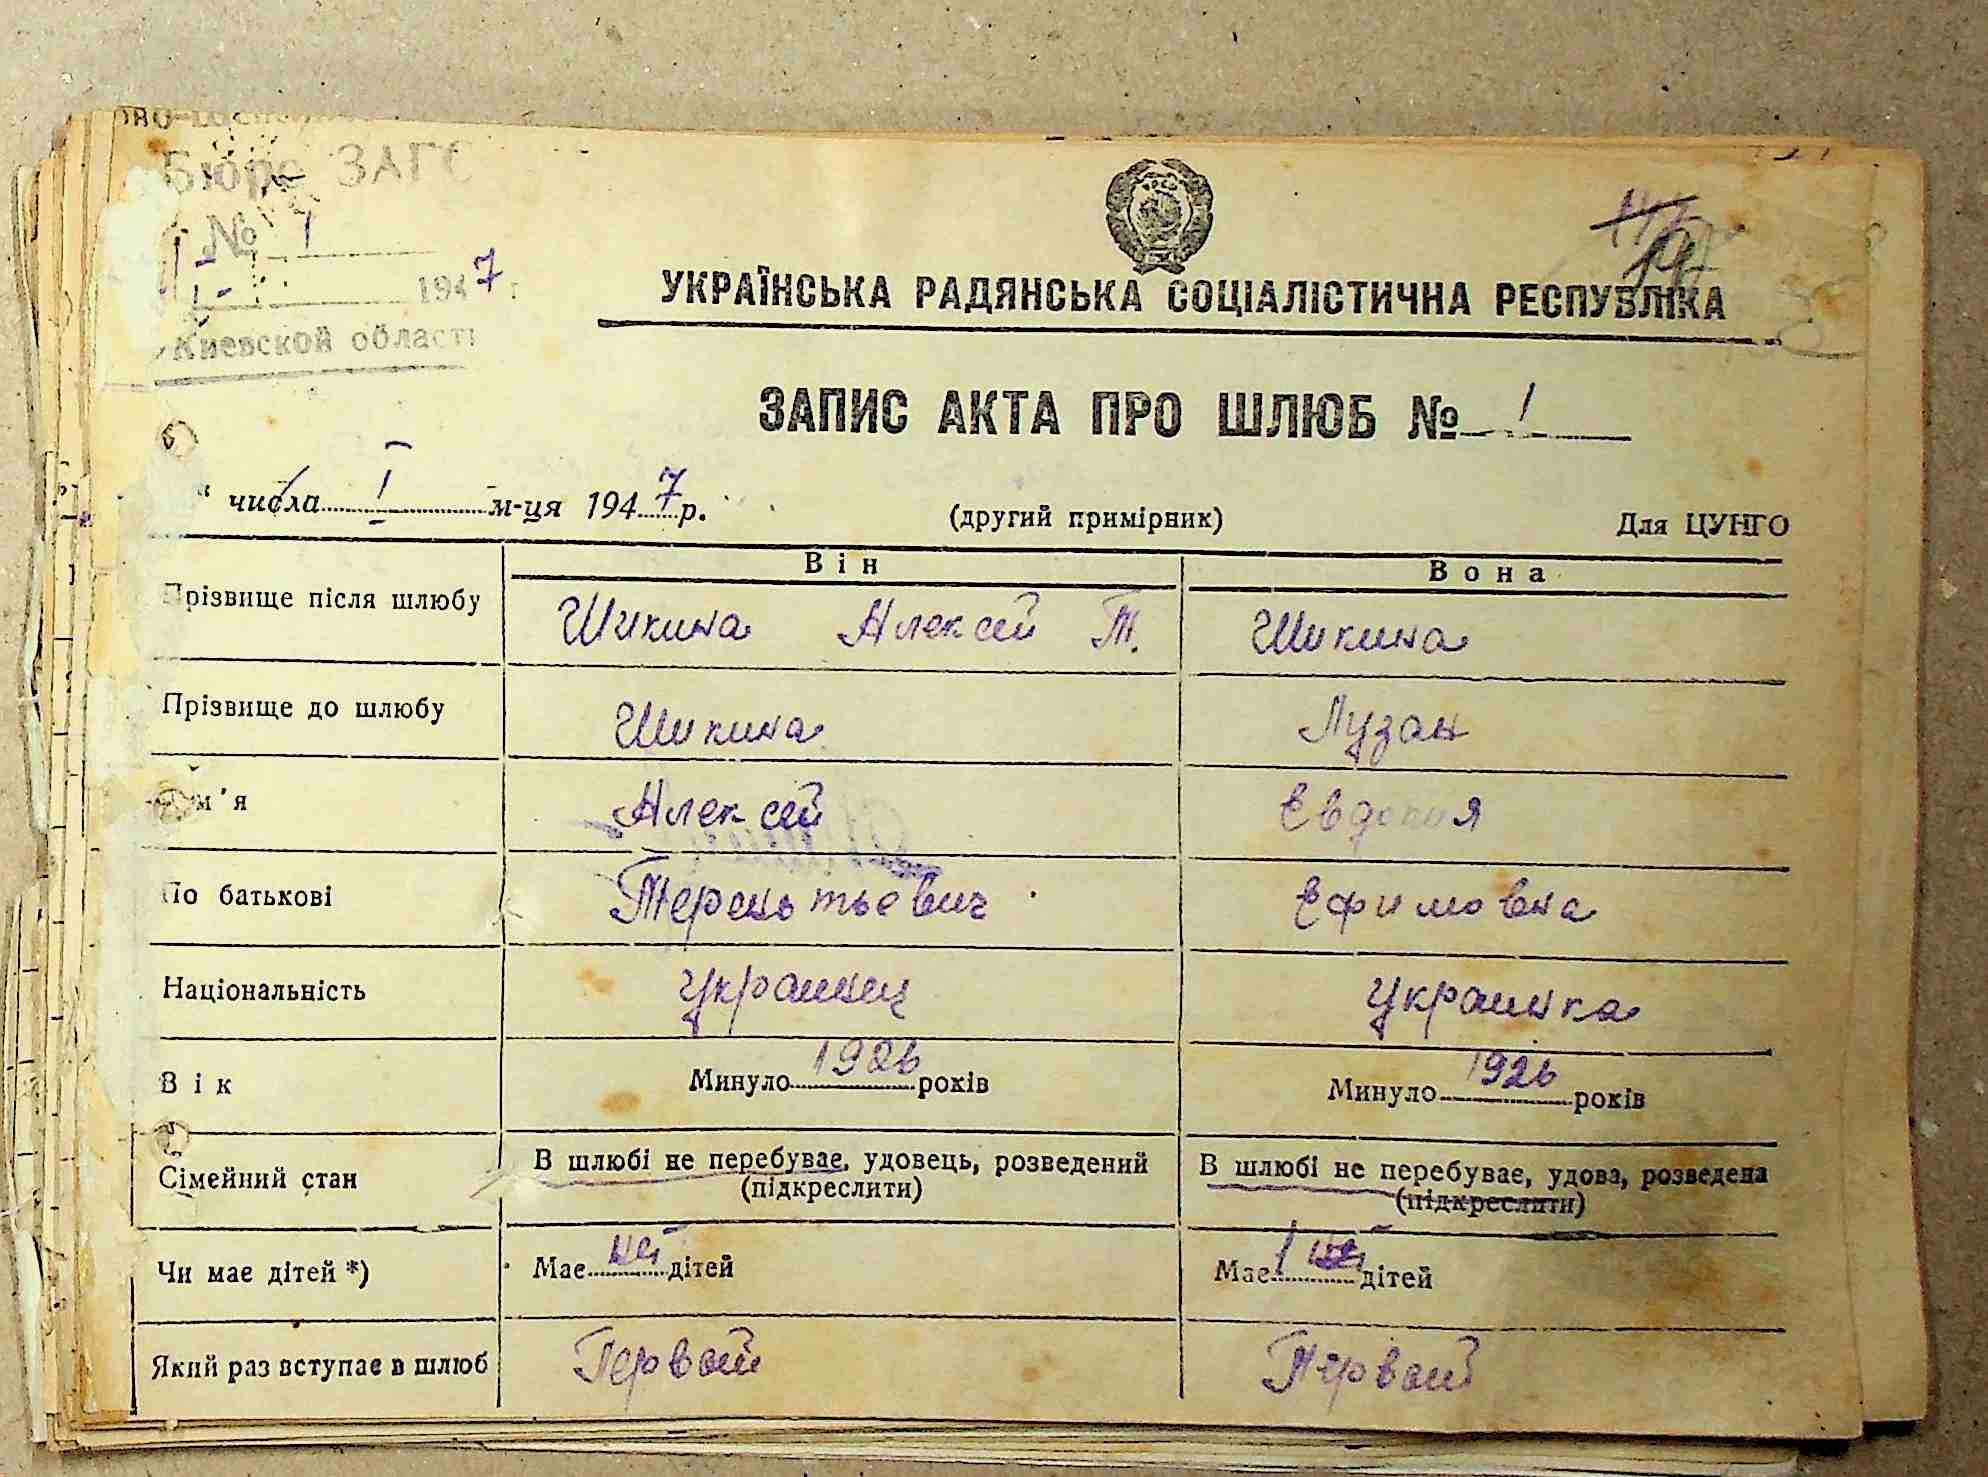 Бюро ЗАГС
№ 1
1947 г
Киевской област
УКРАЇНСЬКА РАДЯНСЬКА СОЦІАЛІСТИЧНА РЕСПУБЛІКА
ЗАПИС АКТА ПРО ШЛЮБ № 1
" числа I м-ця 1947 р. (другий примірник) Для ЦУНГО
Він Вона
Прізвище після шлюбу Шикина Алексей Т. Шикина
Прізвище до шлюбу Шикина Лузан
м'я Алексей Евдокия
По батькові Терентьевич Ефимовна
Національність Украинец Украинка
Вік Минуло 1926 років Минуло 1926 років
Сімейний стан В шлюбі не перебуває, удовець, розведений В шлюбі не перебуває, удова, розведена
(підкреслити) (підкреслити)
Чи має дітей *) Має нет дітей Має 1 дітей
Який раз вступає в шлюб Первый Первый